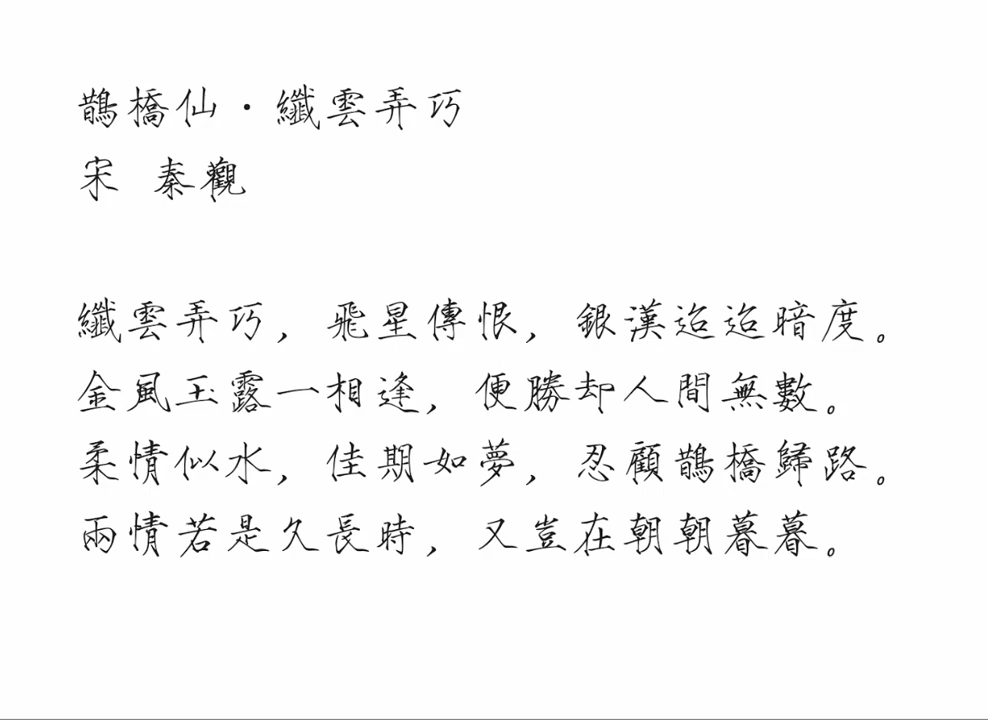 鵲橋仙·纖雲弄巧
宋 秦觀
纖雲弄巧，飛星傳恨，銀漢迢迢暗度。
金風玉露一相逢，便勝却人間無數。
柔情似水，佳期如夢，忍顧鵲橋歸路。
兩情若是久長時，又豈在朝朝暮暮。